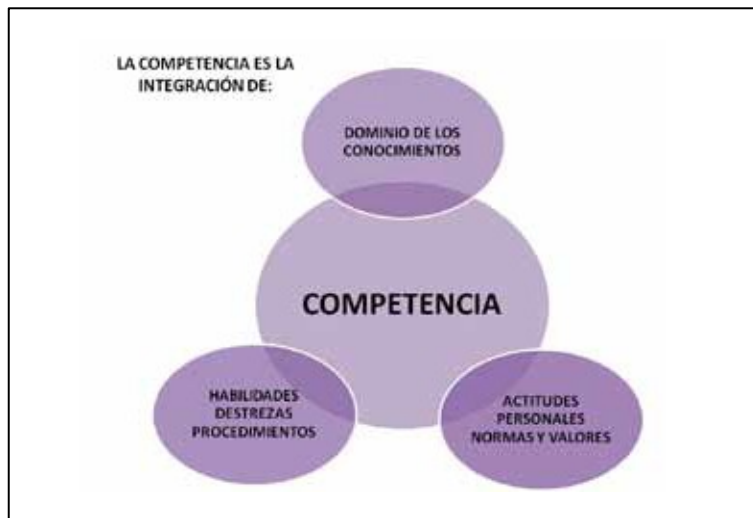 LA COMPETENCIA ES LA
INTEGRACIÓN DE:
DOMINIO DE LOS
CONOCIMIENTOS
COMPETENCIA
HABILIDADES
DESTREZAS
PROCEDIMIENTOS
ACTITUDES
PERSONALES
NORMAS Y VALORES